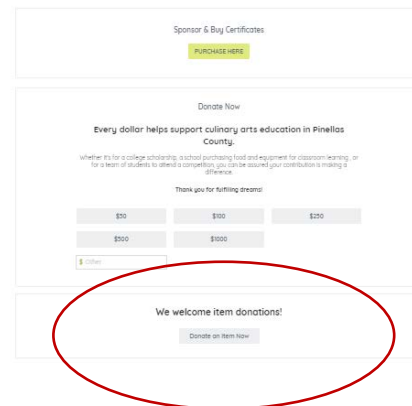 Sponsor & Buy Certificates
PURCHASE HERE
Donate Now
Every dollar helps support culinary arts education in Pinellas
County.
Whether it's for a college scholarship, a school purchasing food and equipment for classroom learning , or
for a team of students to attend a competition, you can be assured your contribution is making a
difference.
Thank you for fulfilling dreams!
$50 $100 $250
$500 $1000
$ Other
We welcome item donations!
Donate an Item Now